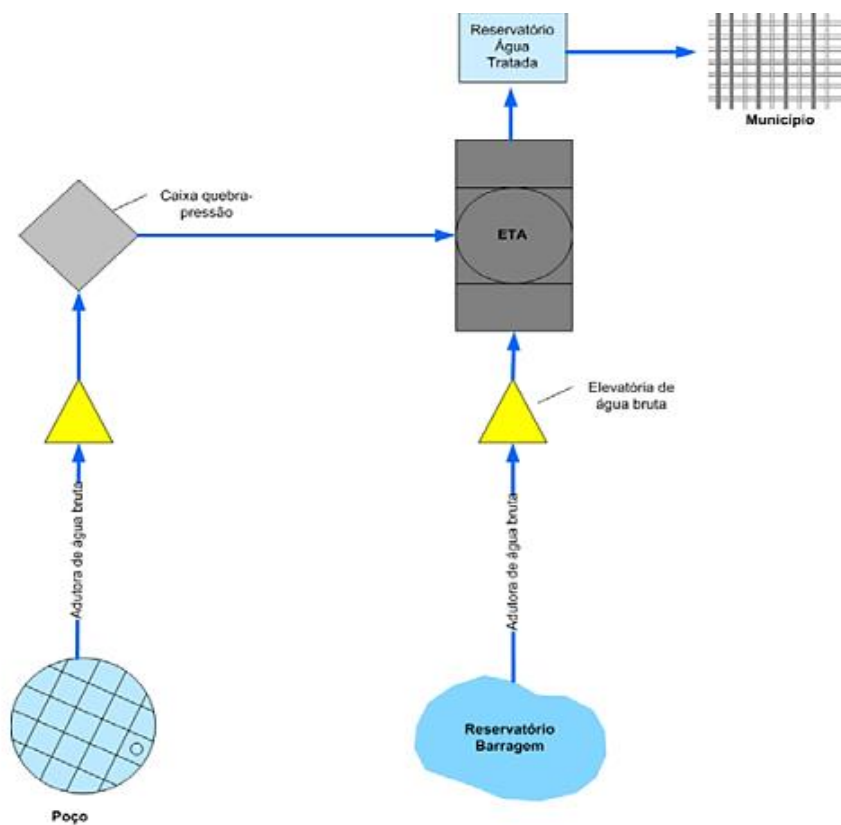 Reservatório
Água
Tratada
Município
Caixa quebra-
pressão
ETA
Elevatória de
água bruta
Adutora de água bruta
Adutora de água bruta
Reservatório
Barragem
Poço